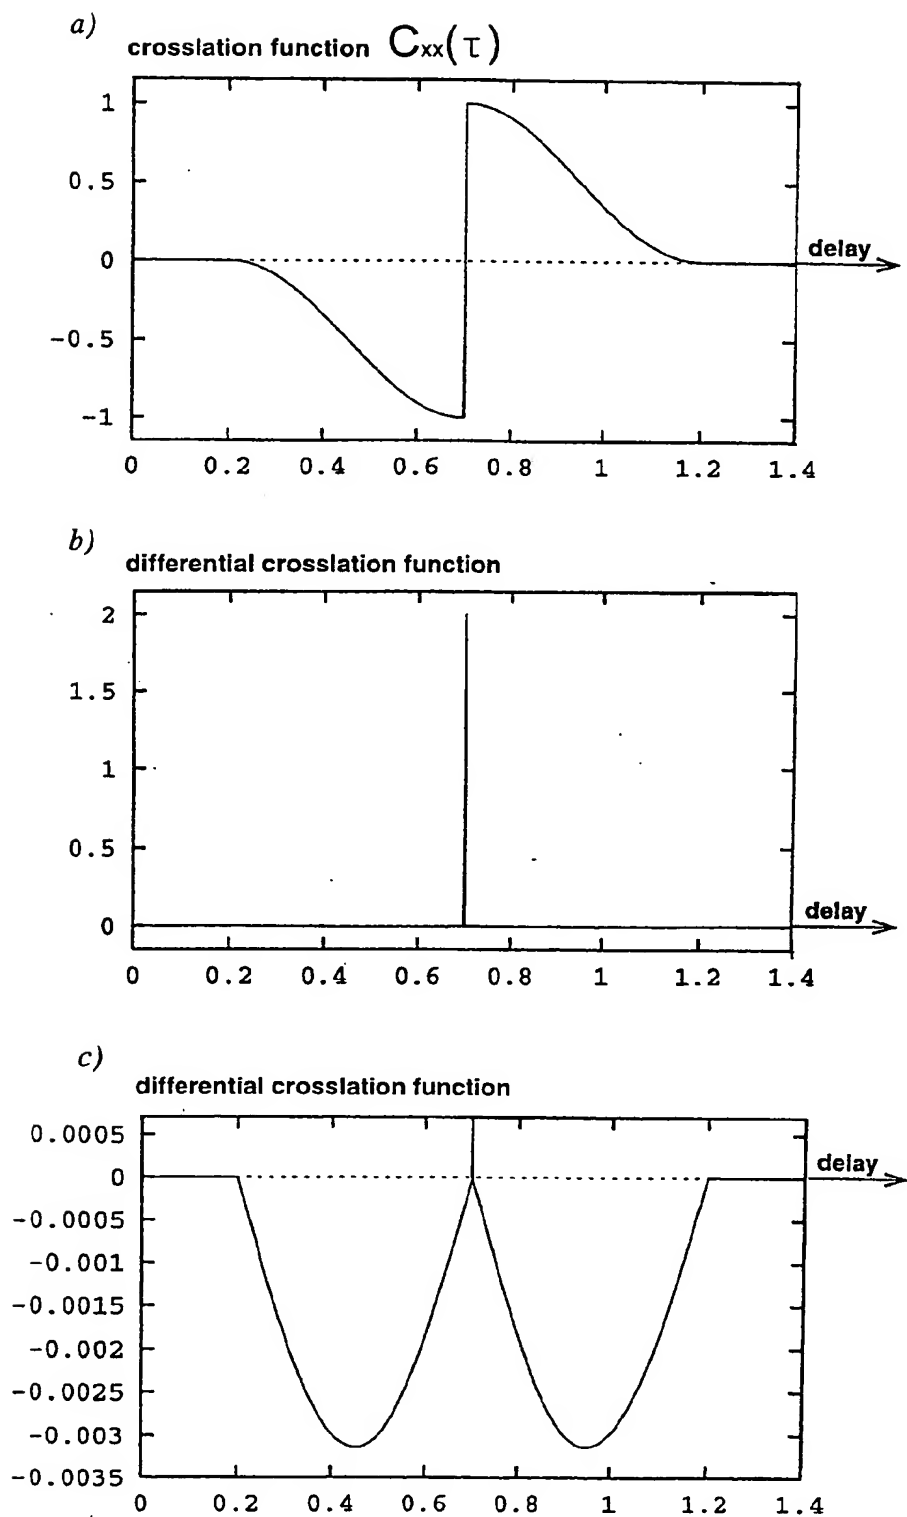 a)
crosslation function Cxx(τ)
1
0.5
0
-0.5
-1
delay
0 0.2 0.4 0.6 0.8 1 1.2 1.4
b)
differential crosslation function
2
1.5
1
0.5
0
delay
0 0.2 0.4 0.6 0.8 1 1.2 1.4
c)
differential crosslation function
0.0005
0
-0.0005
-0.001
-0.0015
-0.002
-0.0025
-0.003
-0.0035
delay
0 0.2 0.4 0.6 0.8 1 1.2 1.4